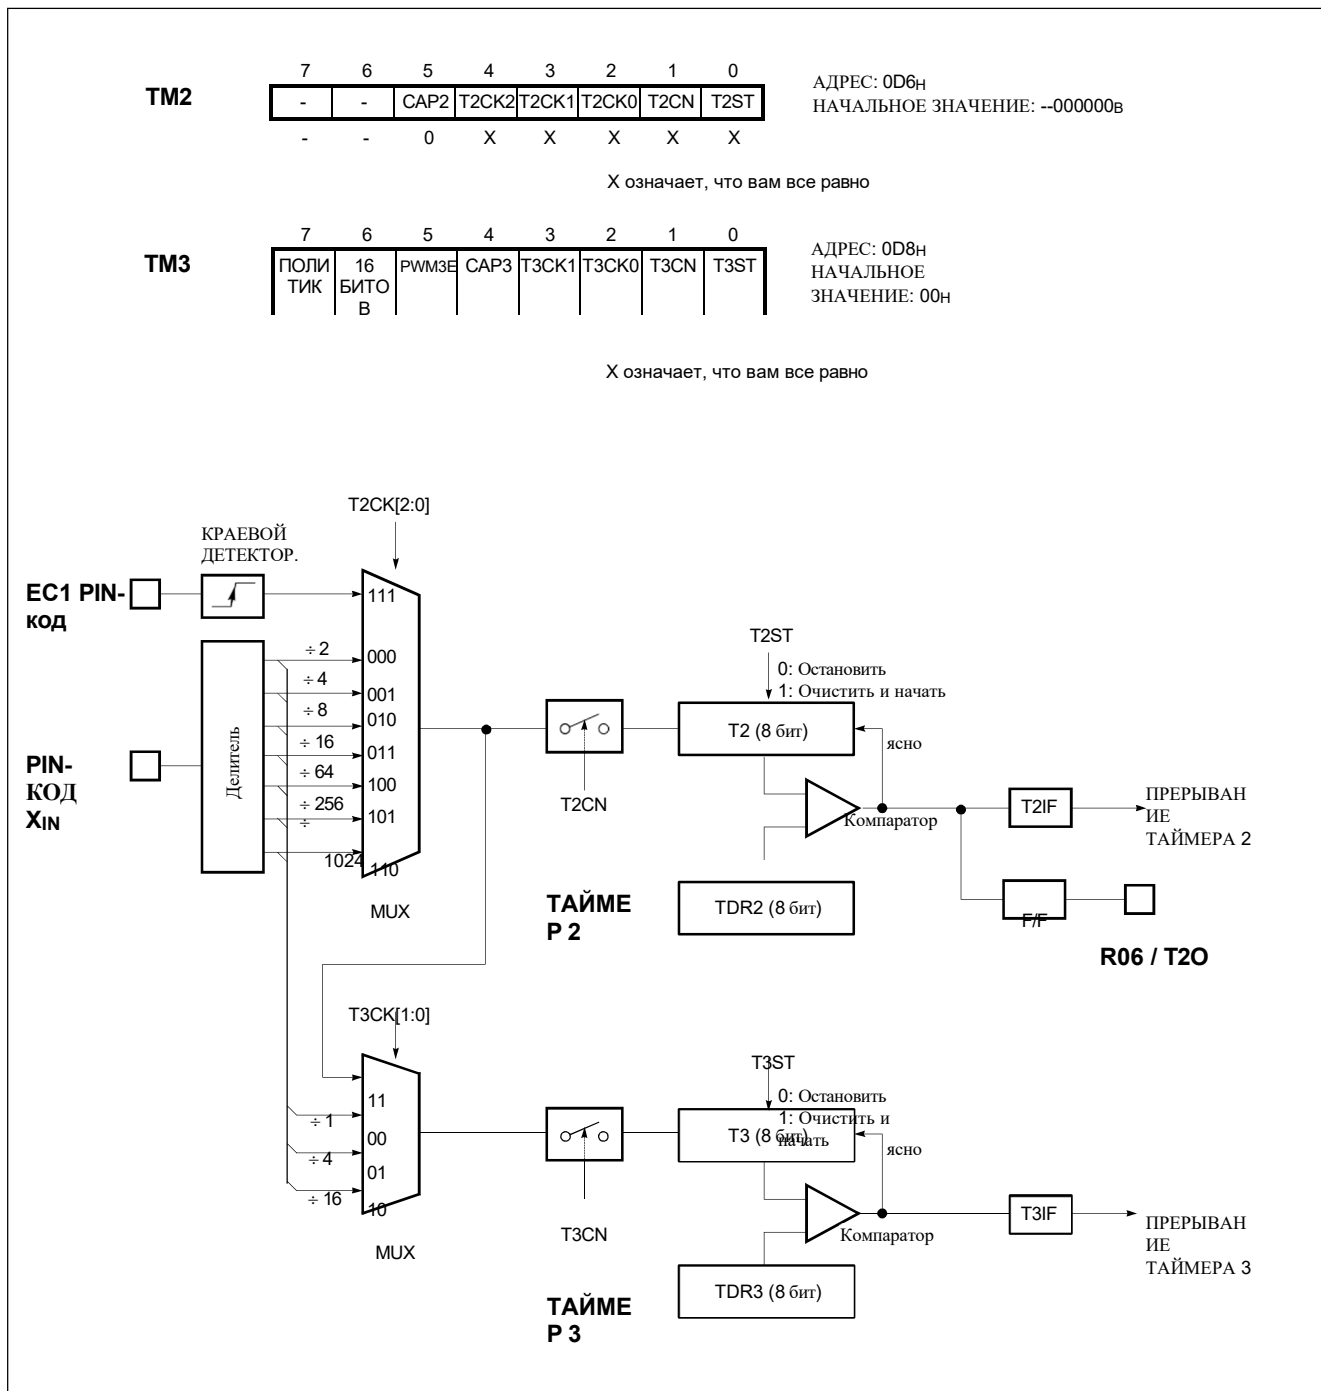 7 6 5 4 3 2 1 0
TM2
- - CAP2 T2CK2 T2CK1 T2CK0 T2CN T2ST
АДРЕС: 0D6H
НАЧАЛЬНОЕ ЗНАЧЕНИЕ: --000000B
- - 0 X X X X X
X означает, что вам все равно
7 6 5 4 3 2 1 0
TM3
ПОЛИ
ТИК
16
БИТО
В
PWM3E CAP3 T3CK1 T3CK0 T3CN T3ST
АДРЕС: 0D8H
НАЧАЛЬНОЕ
ЗНАЧЕНИЕ: 00H
X означает, что вам все равно
T2CK[2:0]
КРАЕВОЙ
ДЕТЕКТОР.
EC1 PIN-
код
111
÷ 2
000
÷ 4
001
÷ 8
010
÷ 16
011
÷ 64
100
÷ 256
101
÷
1024
110
Делитель
PIN-
КОД
XIN
MUX
T2CN
T2ST
0: Остановить
1: Очистить и начать
T2 (8 бит)
ясно
Компаратор
TDR2 (8 бит)
ТАЙМЕ
Р 2
T2IF
ПРЕРЫВАН
ИЕ
ТАЙМЕРА 2
F/F
R06 / T2O
T3CK[1:0]
11
÷ 1
00
÷ 4
01
÷ 16
10
MUX
T3CN
T3ST
0: Остановить
1: Очистить и
начать
T3 (8 бит)
ясно
Компаратор
TDR3 (8 бит)
ТАЙМЕ
Р 3
T3IF
ПРЕРЫВАН
ИЕ
ТАЙМЕРА 3